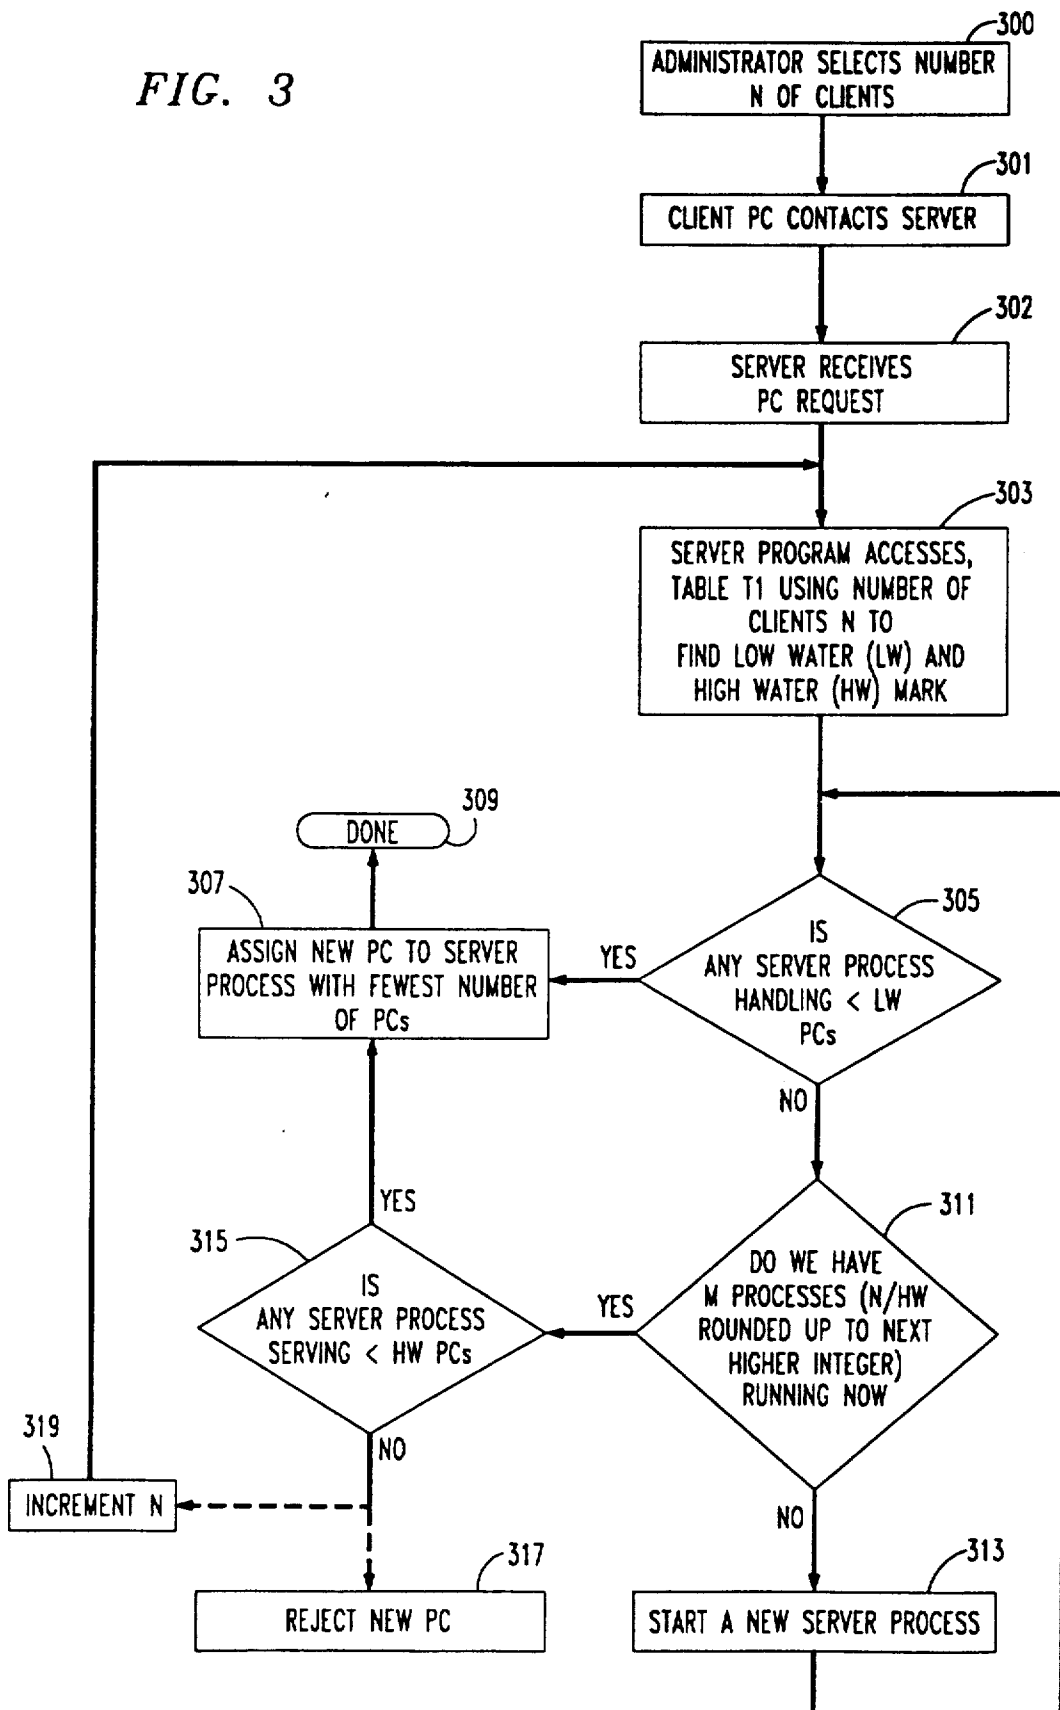 FIG. 3
300
ADMINISTRATOR SELECTS NUMBER
N OF CLIENTS
301
CLIENT PC CONTACTS SERVER
302
SERVER RECEIVES
PC REQUEST
303
SERVER PROGRAM ACCESSES,
TABLE T1 USING NUMBER OF
CLIENTS N TO
FIND LOW WATER (LW) AND
HIGH WATER (HW) MARK
309
DONE
307
ASSIGN NEW PC TO SERVER
PROCESS WITH FEWEST NUMBER
OF PCs
YES
305
IS
ANY SERVER PROCESS
HANDLING < LW
PCs
NO
311
DO WE HAVE
M PROCESSES (N/HW
ROUNDED UP TO NEXT
HIGHER INTEGER)
RUNNING NOW
YES
YES
315
IS
ANY SERVER PROCESS
SERVING < HW PCs
NO
319
INCREMENT N
317
REJECT NEW PC
NO
313
START A NEW SERVER PROCESS